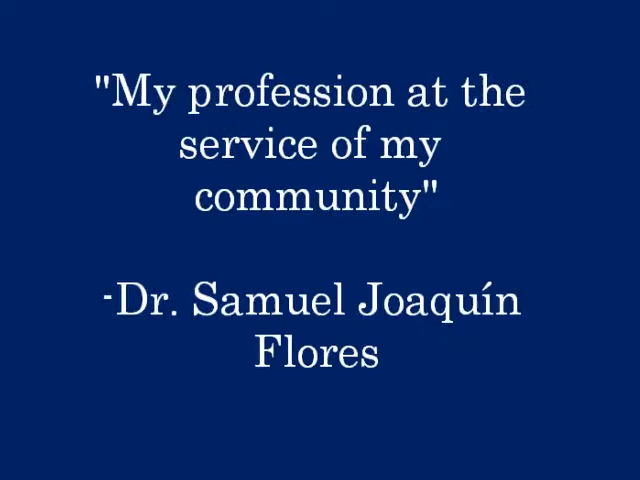 "My profession at the
service of my
community"
-Dr. Samuel Joaquín
Flores